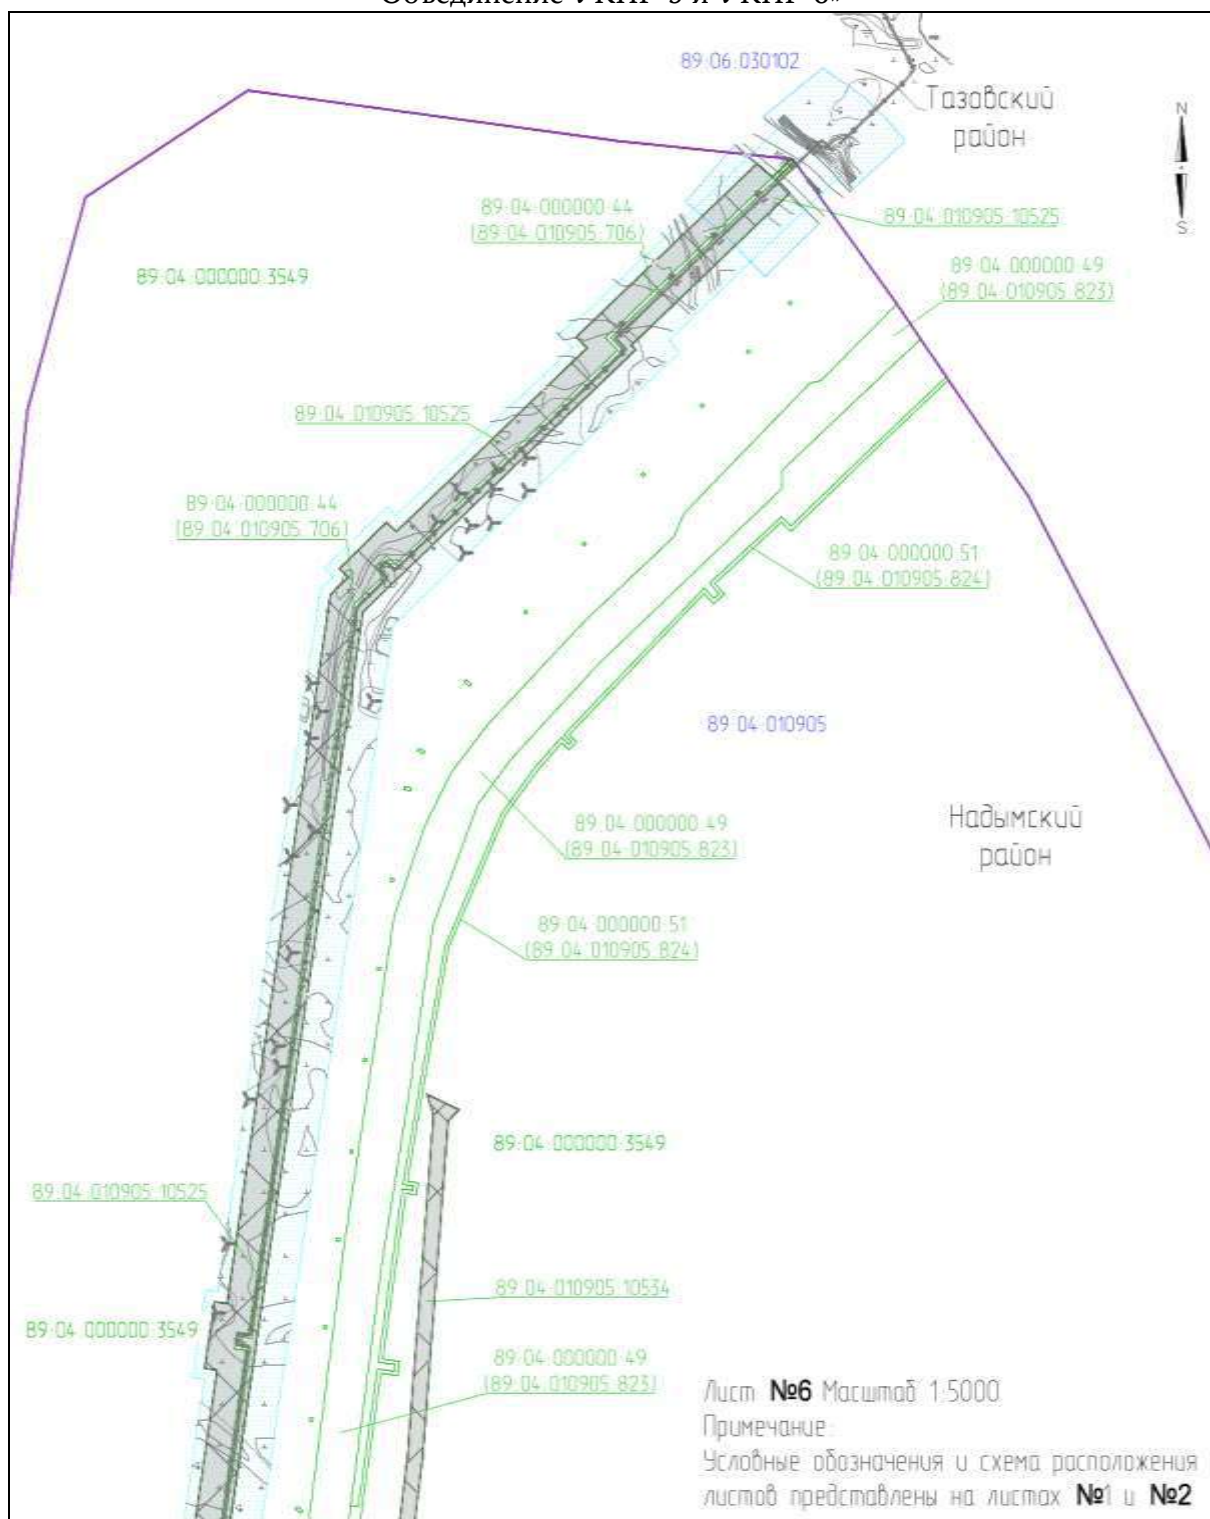 89:06:030102
Тазовский
район
N
S
89:04:000000:44
(89:04:010905:706)
89:04:010905:10525
89:04:000000:3549
89:04:000000:49
(89:04:010905:823)
89:04:010905:10525
89:04:000000:44
(89:04:010905:706)
89:04:000000:51
(89:04:010905:824)
89:04:010905
Надымский
район
89:04:000000:49
(89:04:010905:823)
89:04:000000:51
(89:04:010905:824)
89:04:000000:3549
89:04:010905:10525
89:04:010905:10534
89:04:000000:3549
89:04:000000:49
(89:04:010905:823)
Лист №6 Масштаб 1:5000
Примечание:
Условные обозначения и схема расположения
листов представлены на листах №1 и №2